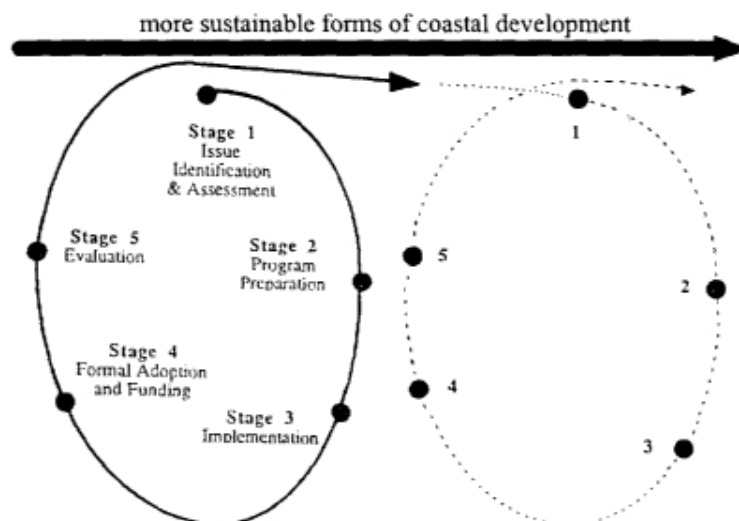 more sustainable forms of coastal development
Stage 1
Issue
Identification
& Assessment
Stage 2
Program
Preparation
Stage 3
Implementation
Stage 4
Formal Adoption
and Funding
Stage 5
Evaluation
1
2
3
4
5